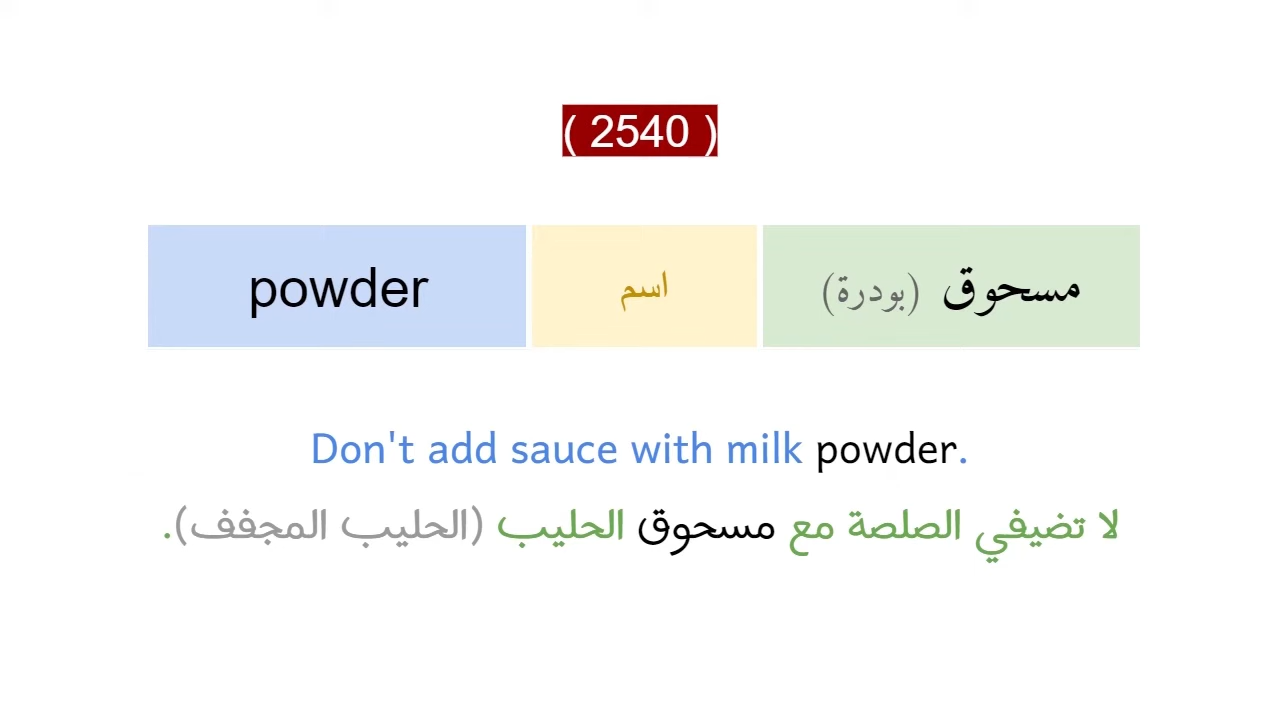 ( 2540 )
powder
اسم
مسحوق (بودرة)
Don't add sauce with milk powder.
لا تضيفي الصلصة مع مسحوق الحليب (الحليب المجفف).